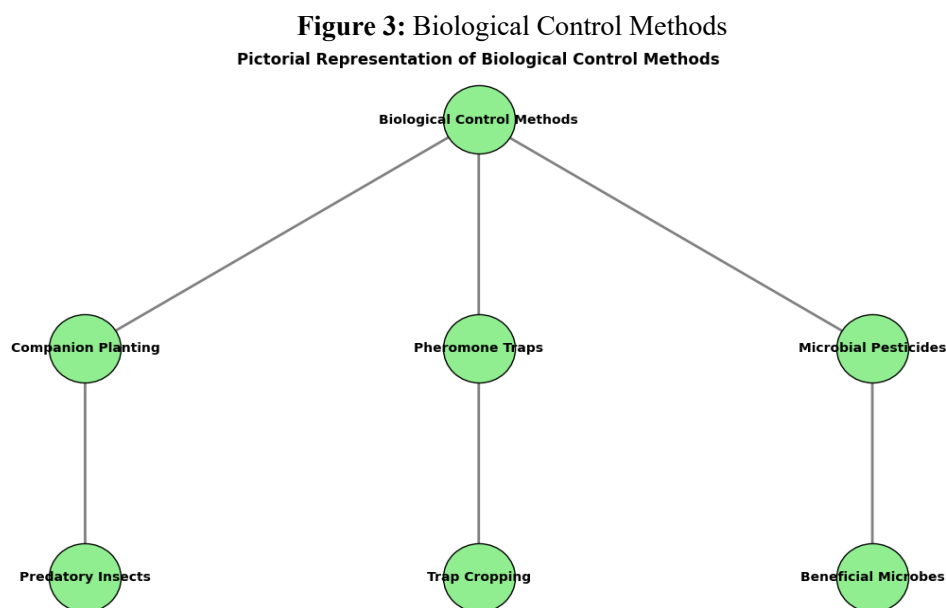 Figure 3: Biological Control Methods
Pictorial Representation of Biological Control Methods
Biological Control Methods
Companion Planting
Pheromone Traps
Microbial Pesticides
Predatory Insects
Trap Cropping
Beneficial Microbes